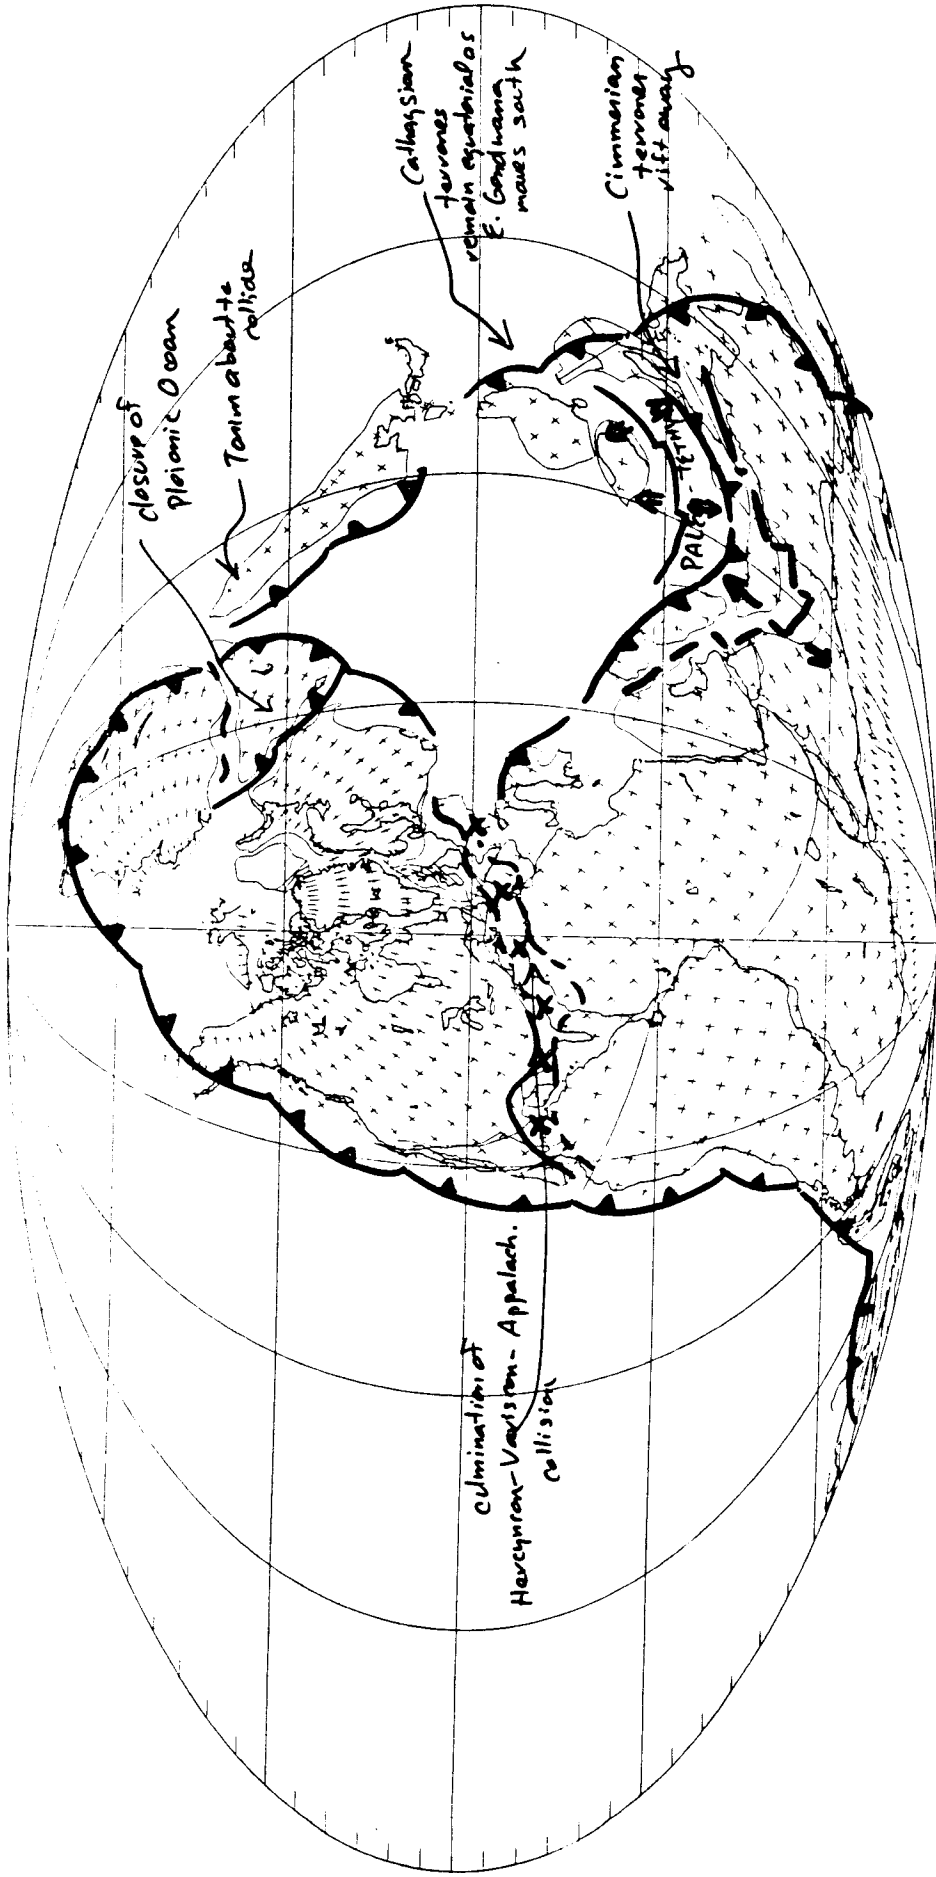 closure of
Pleionic Ocean
Tarim about to
collide
Cathaysian
terranes
remain equatorial as
E. Gondwana
moves south
Cimmerian
terranes
rift away
PALEO-TETHYS
culmination of
Hercynian-Variscan-Appalach.
collision